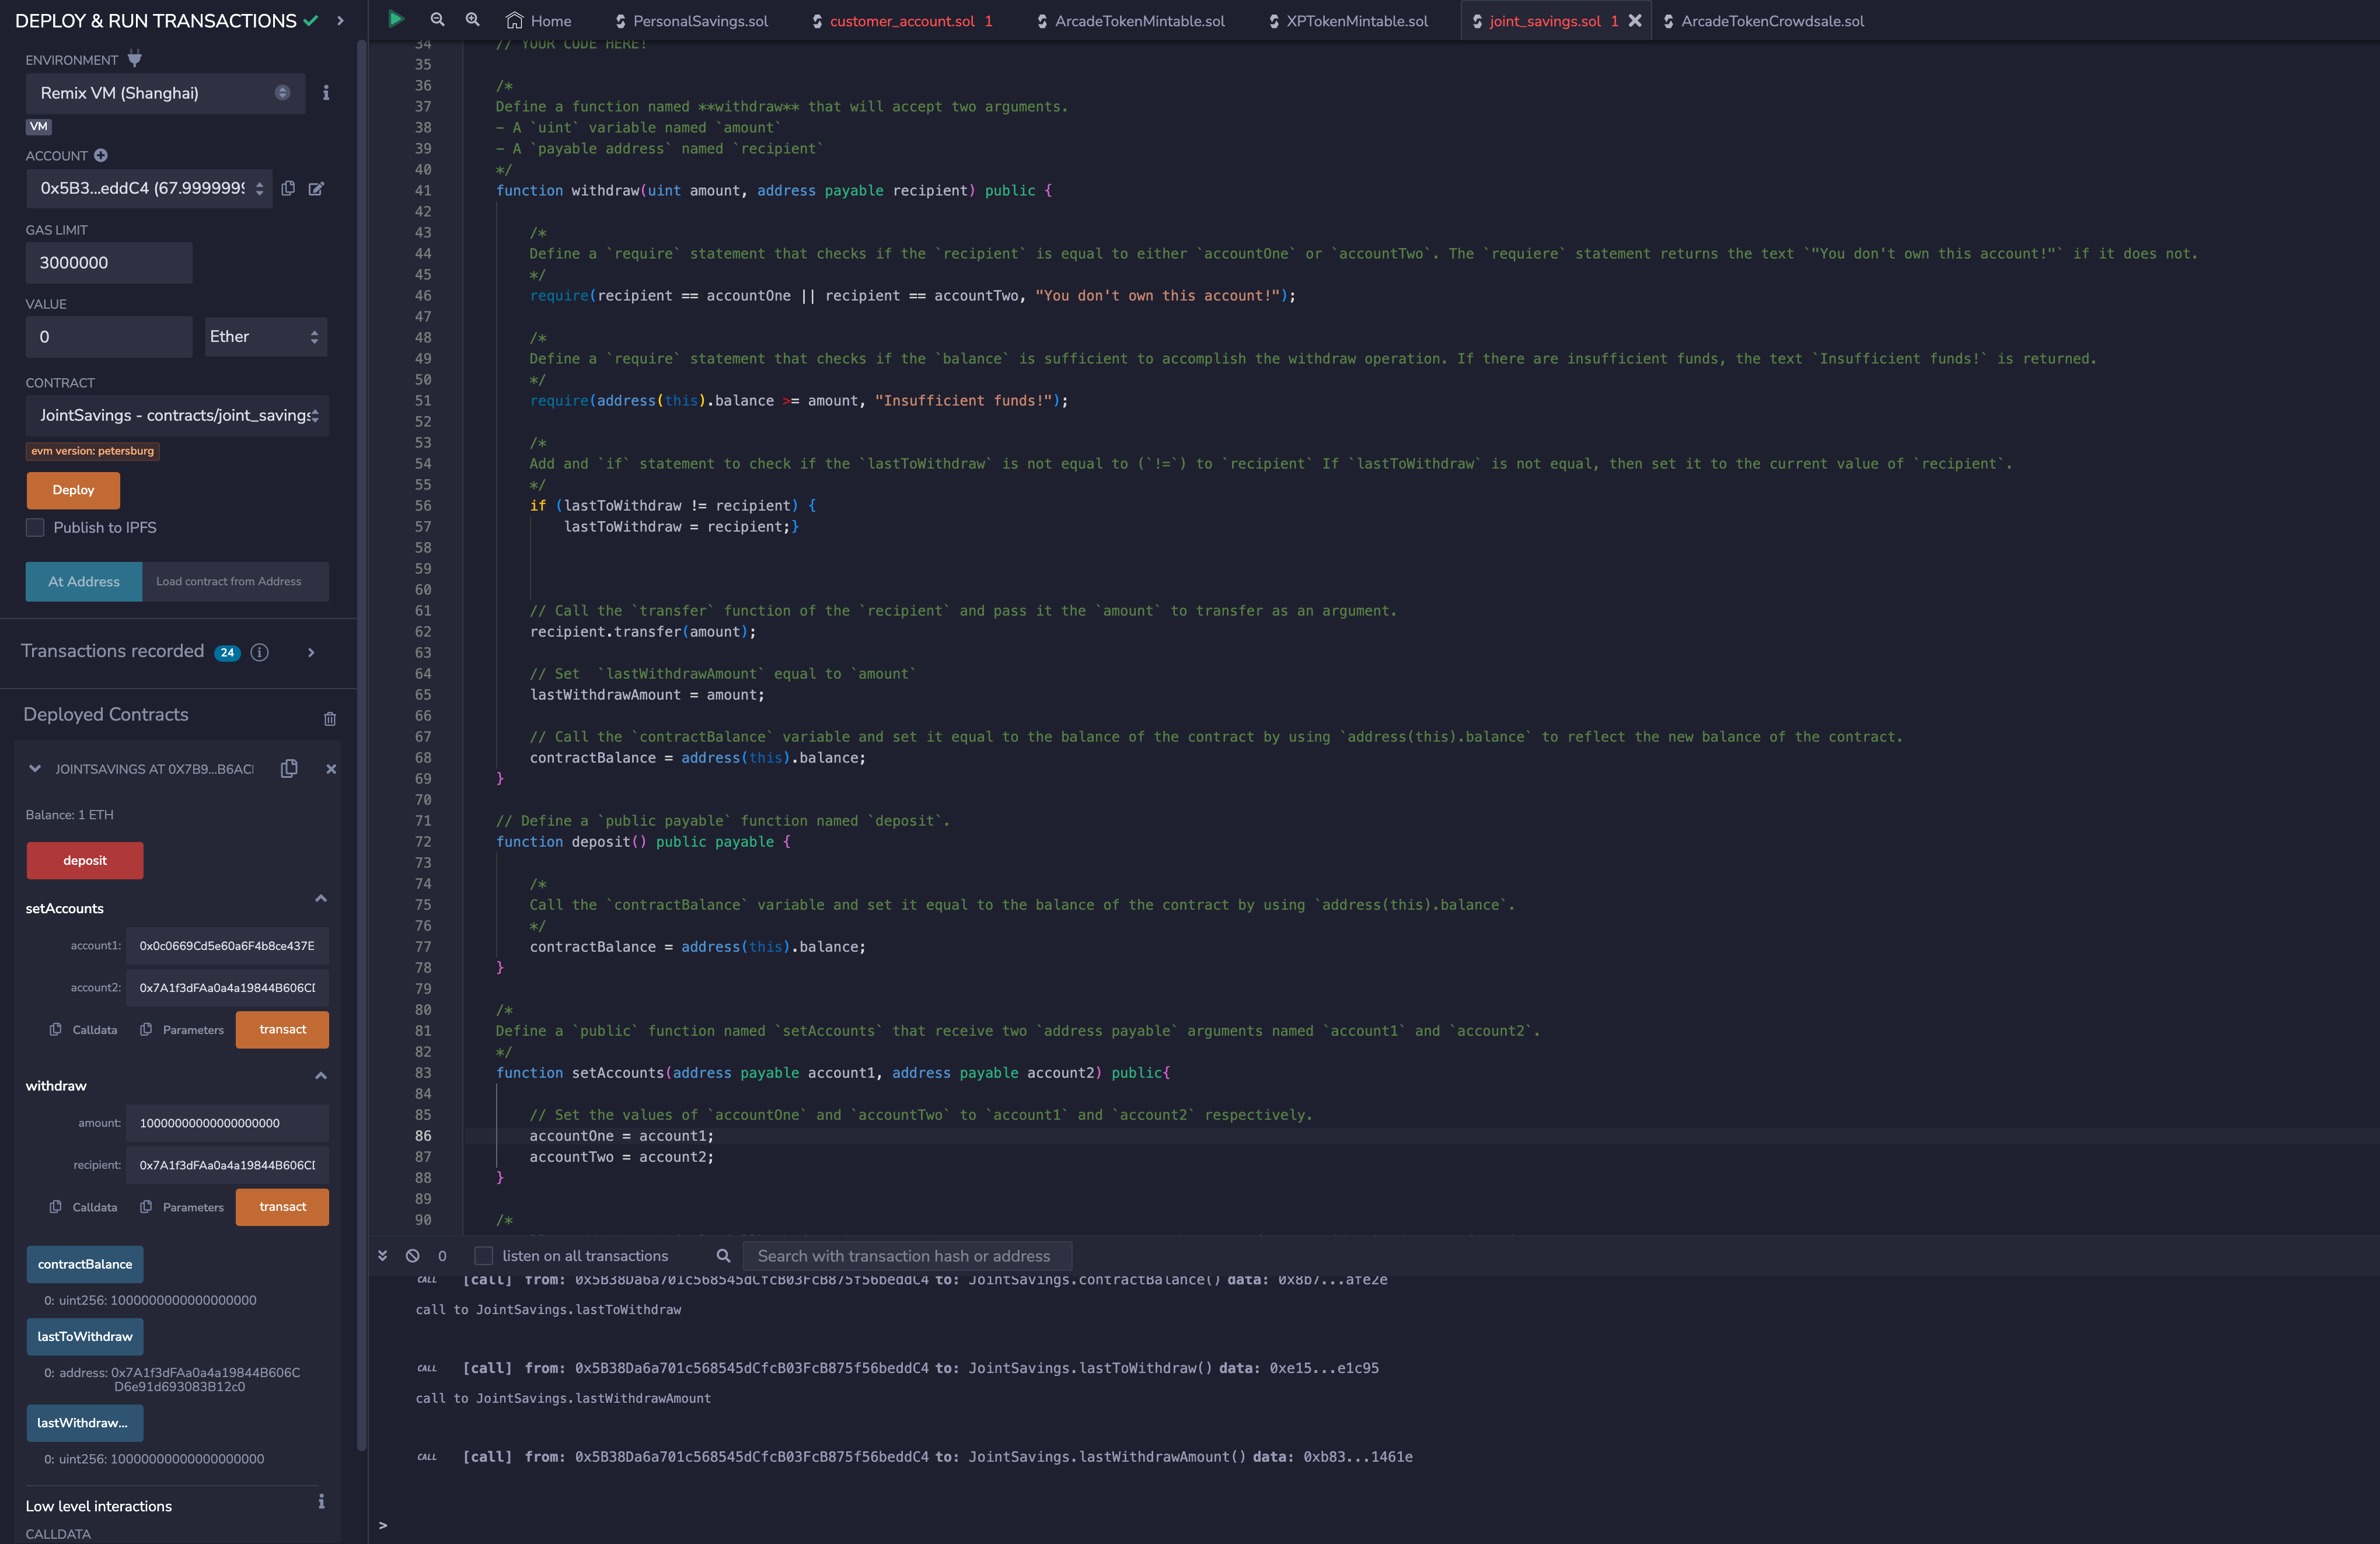 DEPLOY & RUN TRANSACTIONS
ENVIRONMENT
Remix VM (Shanghai)
VM
ACCOUNT
0x5B3...eddC4 (67.9999999
GAS LIMIT
3000000
VALUE
0
Ether
CONTRACT
JointSavings - contracts/joint_savings
evm version: petersburg
Deploy
Publish to IPFS
At Address
Load contract from Address
Transactions recorded 24
Deployed Contracts
JOINTSAVINGS AT 0X7B9...B6AC
Balance: 1 ETH
deposit
setAccounts
account1: 0x0c0669Cd5e60a6F4b8ce437E
account2: 0x7A1f3dFAa0a4a19844B606C
Calldata Parameters transact
withdraw
amount: 10000000000000000000
recipient: 0x7A1f3dFAa0a4a19844B606C
Calldata Parameters transact
contractBalance
0: uint256: 1000000000000000000
lastToWithdraw
0: address: 0x7A1f3dFAa0a4a19844B606C
D6e91d693083B12c0
lastWithdraw...
0: uint256: 10000000000000000000
Low level interactions
CALLDATA
Home PersonalSavings.sol customer_account.sol 1 ArcadeTokenMintable.sol XPTokenMintable.sol joint_savings.sol 1 ArcadeTokenCrowdsale.sol
34 // YOUR CODE HERE!
35
36 /*
37 Define a function named **withdraw** that will accept two arguments.
38 - A `uint` variable named `amount`
39 - A `payable address` named `recipient`
40 */
41 function withdraw(uint amount, address payable recipient) public {
42
43 /*
44 Define a `require` statement that checks if the `recipient` is equal to either `accountOne` or `accountTwo`. The `requiere` statement returns the text `"You don't own this account!"` if it does not.
45 */
46 require(recipient == accountOne || recipient == accountTwo, "You don't own this account!");
47
48 /*
49 Define a `require` statement that checks if the `balance` is sufficient to accomplish the withdraw operation. If there are insufficient funds, the text `Insufficient funds!` is returned.
50 */
51 require(address(this).balance >= amount, "Insufficient funds!");
52
53 /*
54 Add and `if` statement to check if the `lastToWithdraw` is not equal to (`!=`) to `recipient` If `lastToWithdraw` is not equal, then set it to the current value of `recipient`.
55 */
56 if (lastToWithdraw != recipient) {
57 lastToWithdraw = recipient;}
58
59
60
61 // Call the `transfer` function of the `recipient` and pass it the `amount` to transfer as an argument.
62 recipient.transfer(amount);
63
64 // Set  `lastWithdrawAmount` equal to `amount`
65 lastWithdrawAmount = amount;
66
67 // Call the `contractBalance` variable and set it equal to the balance of the contract by using `address(this).balance` to reflect the new balance of the contract.
68 contractBalance = address(this).balance;
69 }
70
71 // Define a `public payable` function named `deposit`.
72 function deposit() public payable {
73
74 /*
75 Call the `contractBalance` variable and set it equal to the balance of the contract by using `address(this).balance`.
76 */
77 contractBalance = address(this).balance;
78 }
79
80 /*
81 Define a `public` function named `setAccounts` that receive two `address payable` arguments named `account1` and `account2`.
82 */
83 function setAccounts(address payable account1, address payable account2) public{
84
85 // Set the values of `accountOne` and `accountTwo` to `account1` and `account2` respectively.
86 accountOne = account1;
87 accountTwo = account2;
88 }
89
90 /*
0 listen on all transactions Search with transaction hash or address
CALL [call] from: 0x5B38Da6a701c568545dCfcB03FcB875f56beddC4 to: JointSavings.contractBalance() data: 0x8b7...afe2e
call to JointSavings.lastToWithdraw
CALL [call] from: 0x5B38Da6a701c568545dCfcB03FcB875f56beddC4 to: JointSavings.lastToWithdraw() data: 0xe15...e1c95
call to JointSavings.lastWithdrawAmount
CALL [call] from: 0x5B38Da6a701c568545dCfcB03FcB875f56beddC4 to: JointSavings.lastWithdrawAmount() data: 0xb83...1461e
>